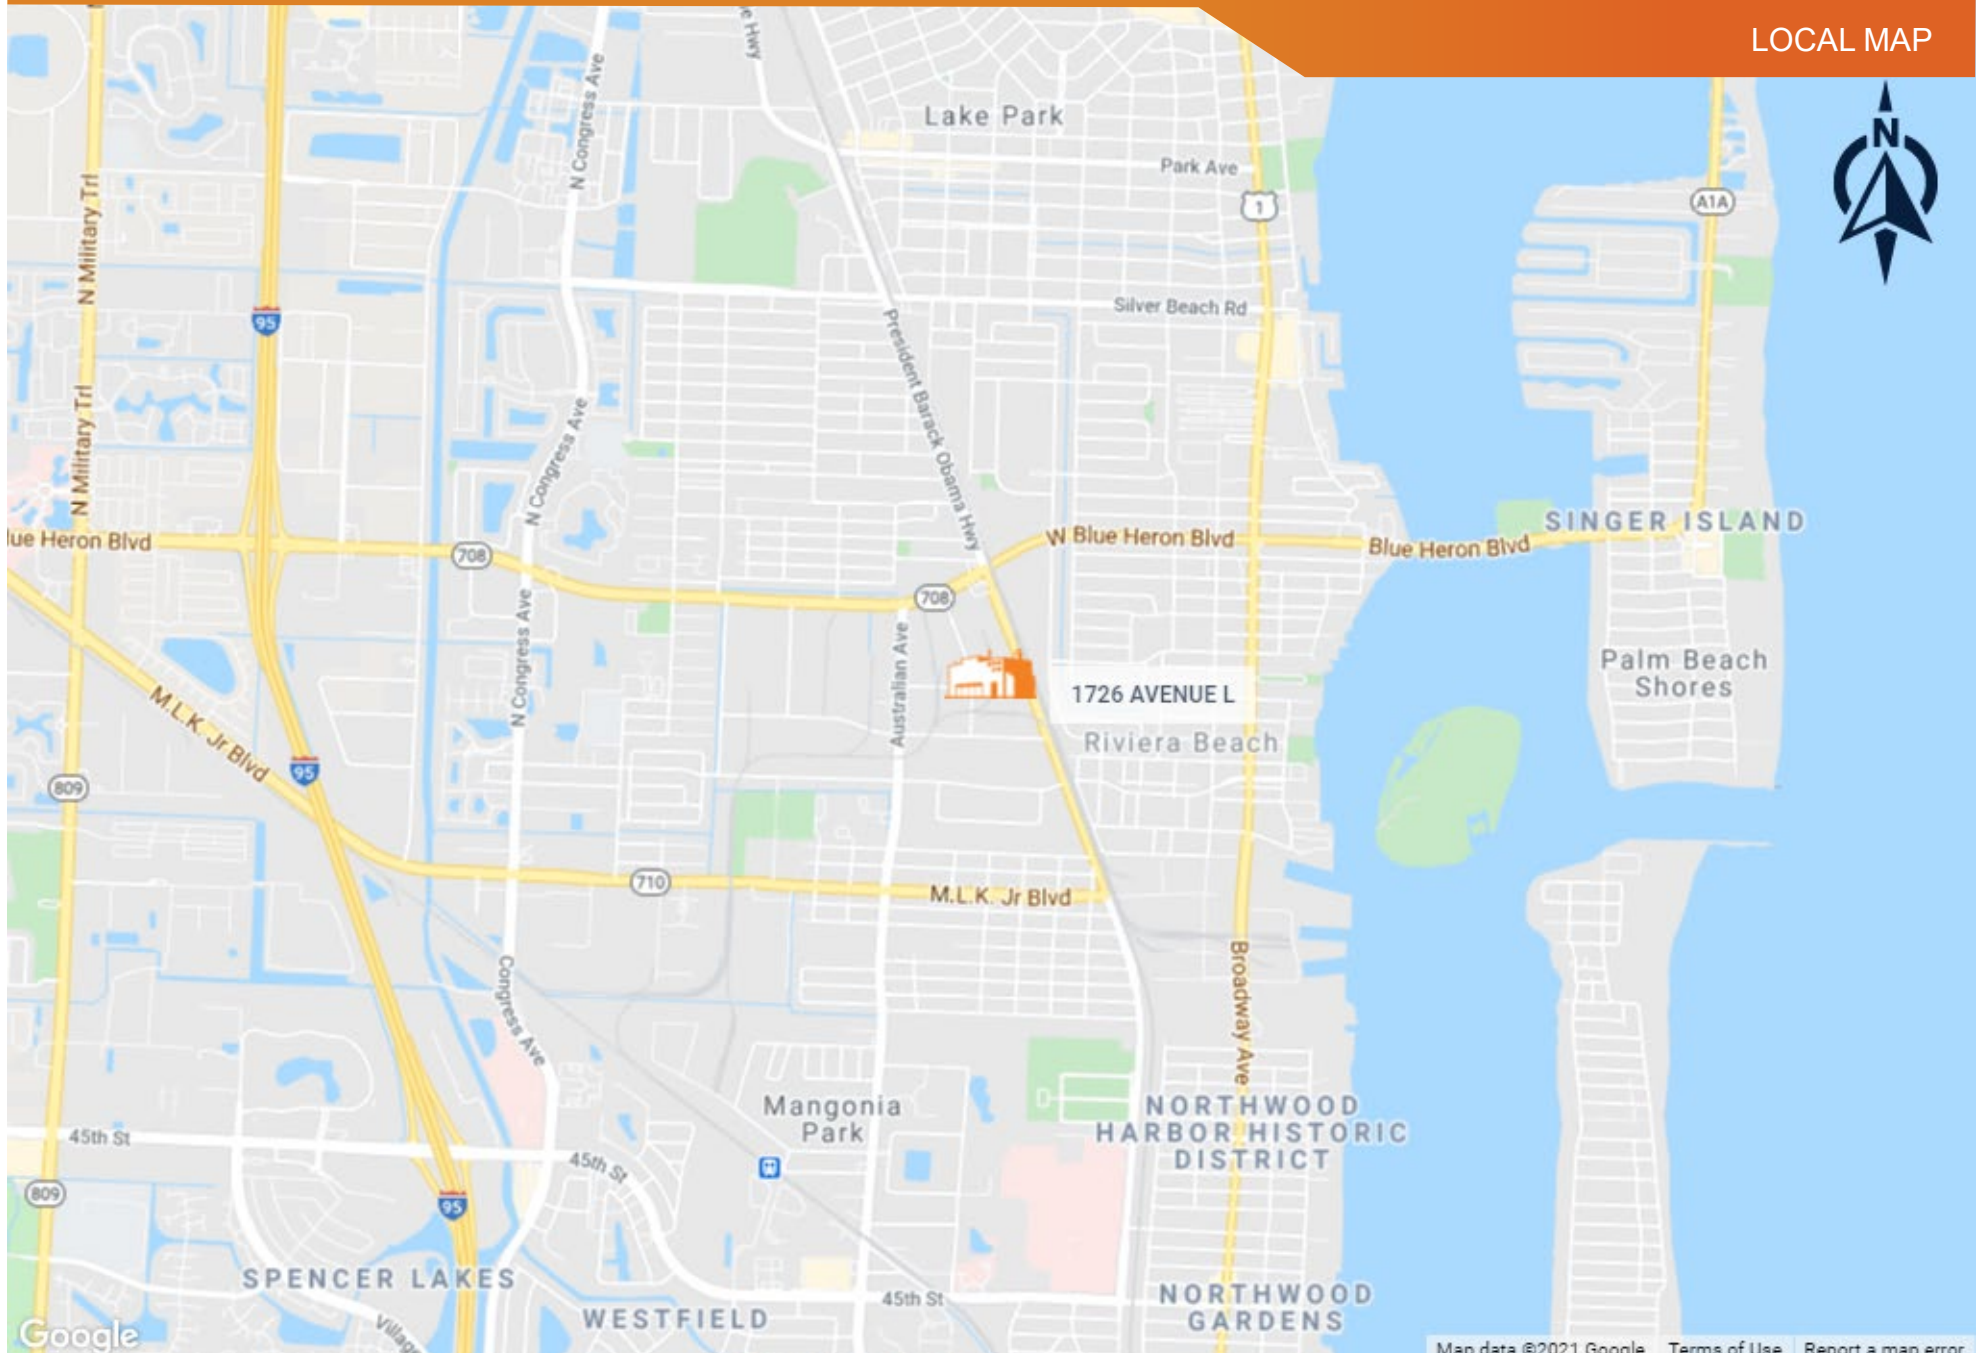 LOCAL MAP
N
e Hwy
N Congress Ave
Lake Park
Park Ave
1
A1A
N Military Trl
95
Silver Beach Rd
President Barack Obama Hwy
N Military Trl
N Congress Ave
lue Heron Blvd
708
W Blue Heron Blvd
Blue Heron Blvd
SINGER ISLAND
708
N Congress Ave
Australian Ave
1726 AVENUE L
Palm Beach
Shores
M.L.K. Jr Blvd
95
Riviera Beach
809
710
M.L.K. Jr Blvd
Congress Ave
Broadway Ave
Mangonia
Park
NORTHWOOD
HARBOR HISTORIC
DISTRICT
45th St
45th St
809
95
SPENCER LAKES
WESTFIELD
45th St
NORTHWOOD
GARDENS
Villag
Google
Map data ©2021 Google
Terms of Use
Report a map error